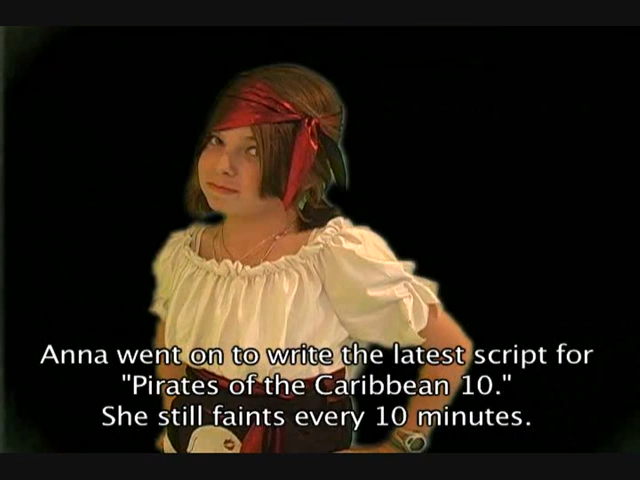 Anna went on to write the latest script for
"Pirates of the Caribbean 10."
She still faints every 10 minutes.